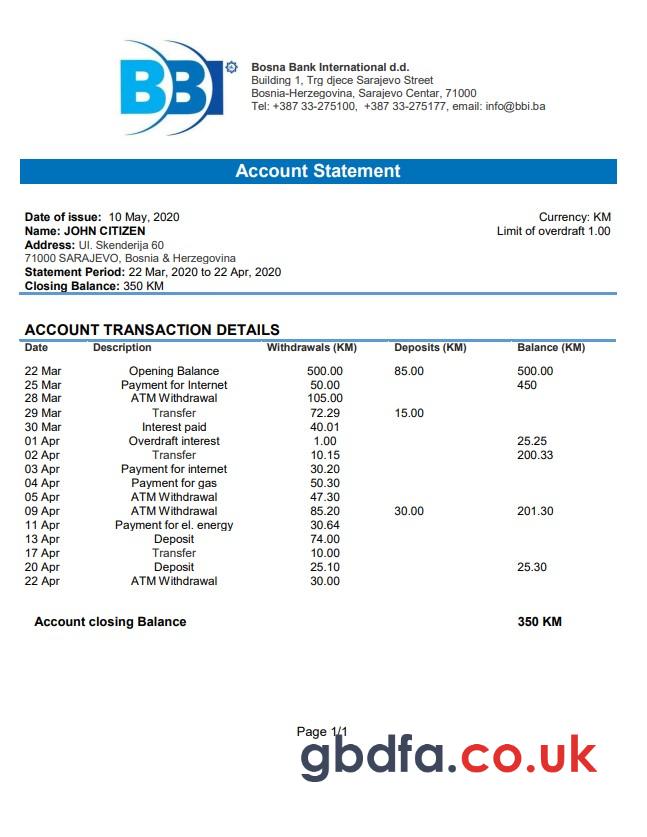 BBI
Bosna Bank International d.d.
Building 1, Trg djece Sarajevo Street
Bosnia-Herzegovina, Sarajevo Centar, 71000
Tel: +387 33-275100, +387 33-275177, email: info@bbi.ba
Account Statement
Date of issue: 10 May, 2020 Currency: KM
Name: JOHN CITIZEN Limit of overdraft 1.00
Address: Ul. Skenderija 60
71000 SARAJEVO, Bosnia & Herzegovina
Statement Period: 22 Mar, 2020 to 22 Apr, 2020
Closing Balance: 350 KM
ACCOUNT TRANSACTION DETAILS
Date Description Withdrawals (KM) Deposits (KM) Balance (KM)
22 Mar Opening Balance 500.00 85.00 500.00
25 Mar Payment for Internet 50.00 450
28 Mar ATM Withdrawal 105.00
29 Mar Transfer 72.29 15.00
30 Mar Interest paid 40.01
01 Apr Overdraft interest 1.00 25.25
02 Apr Transfer 10.15 200.33
03 Apr Payment for internet 30.20
04 Apr Payment for gas 50.30
05 Apr ATM Withdrawal 47.30
09 Apr ATM Withdrawal 85.20 30.00 201.30
11 Apr Payment for el. energy 30.64
13 Apr Deposit 74.00
17 Apr Transfer 10.00
20 Apr Deposit 25.10 25.30
22 Apr ATM Withdrawal 30.00
Account closing Balance 350 KM
Page 1/1
gbdfa.co.uk